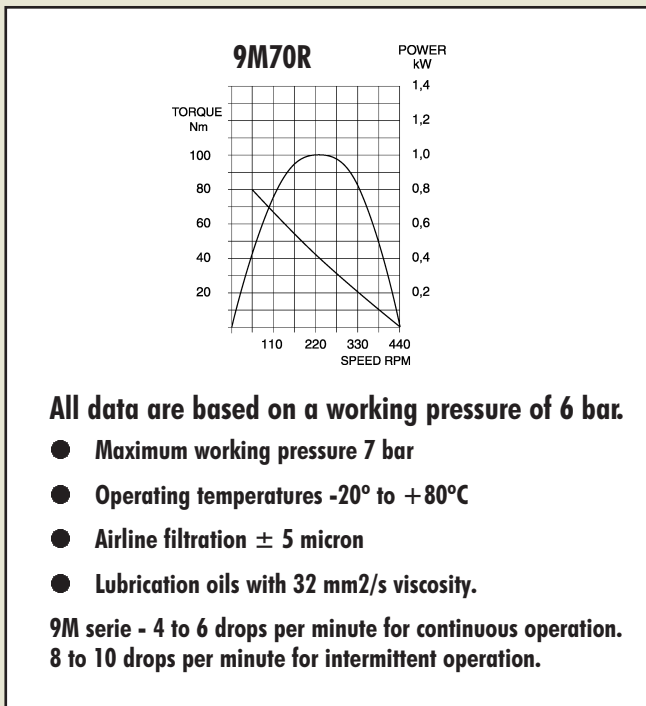 9M70R
POWER
kW
TORQUE
Nm
1,4
1,2
100
1,0
80
0,8
60
0,6
40
0,4
20
0,2
110 220 330 440
SPEED RPM
All data are based on a working pressure of 6 bar.
● Maximum working pressure 7 bar
● Operating temperatures -20º to +80ºC
● Airline filtration ± 5 micron
● Lubrication oils with 32 mm2/s viscosity.
9M serie - 4 to 6 drops per minute for continuous operation.
8 to 10 drops per minute for intermittent operation.